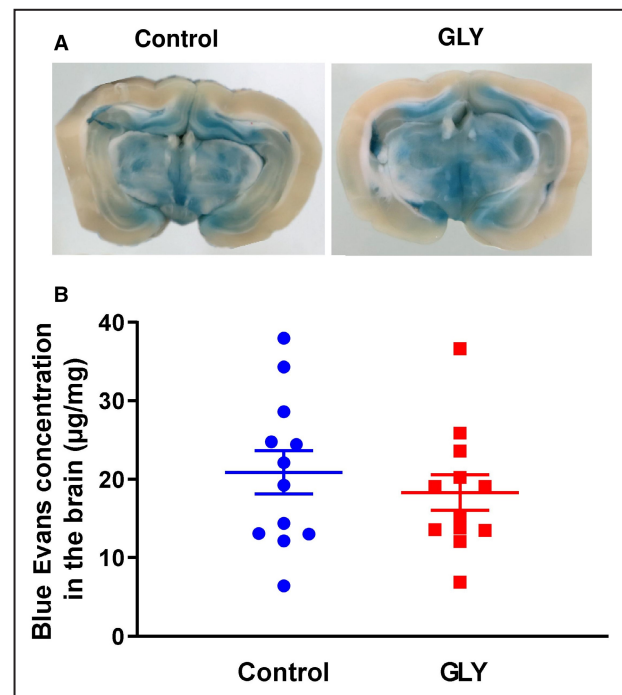 A
Control
GLY
B
Blue Evans concentration
in the brain (µg/mg)
40
30
20
10
0
Control
GLY